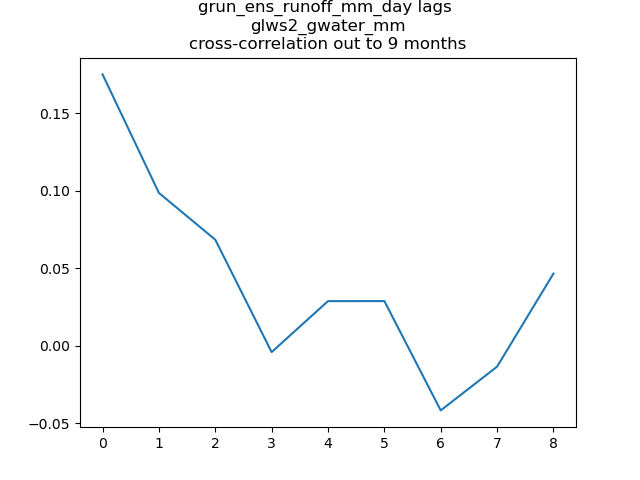 grun_ens_runoff_mm_day lags
glws2_gwater_mm
cross-correlation out to 9 months
0.15
0.10
0.05
0.00
−0.05
0 1 2 3 4 5 6 7 8